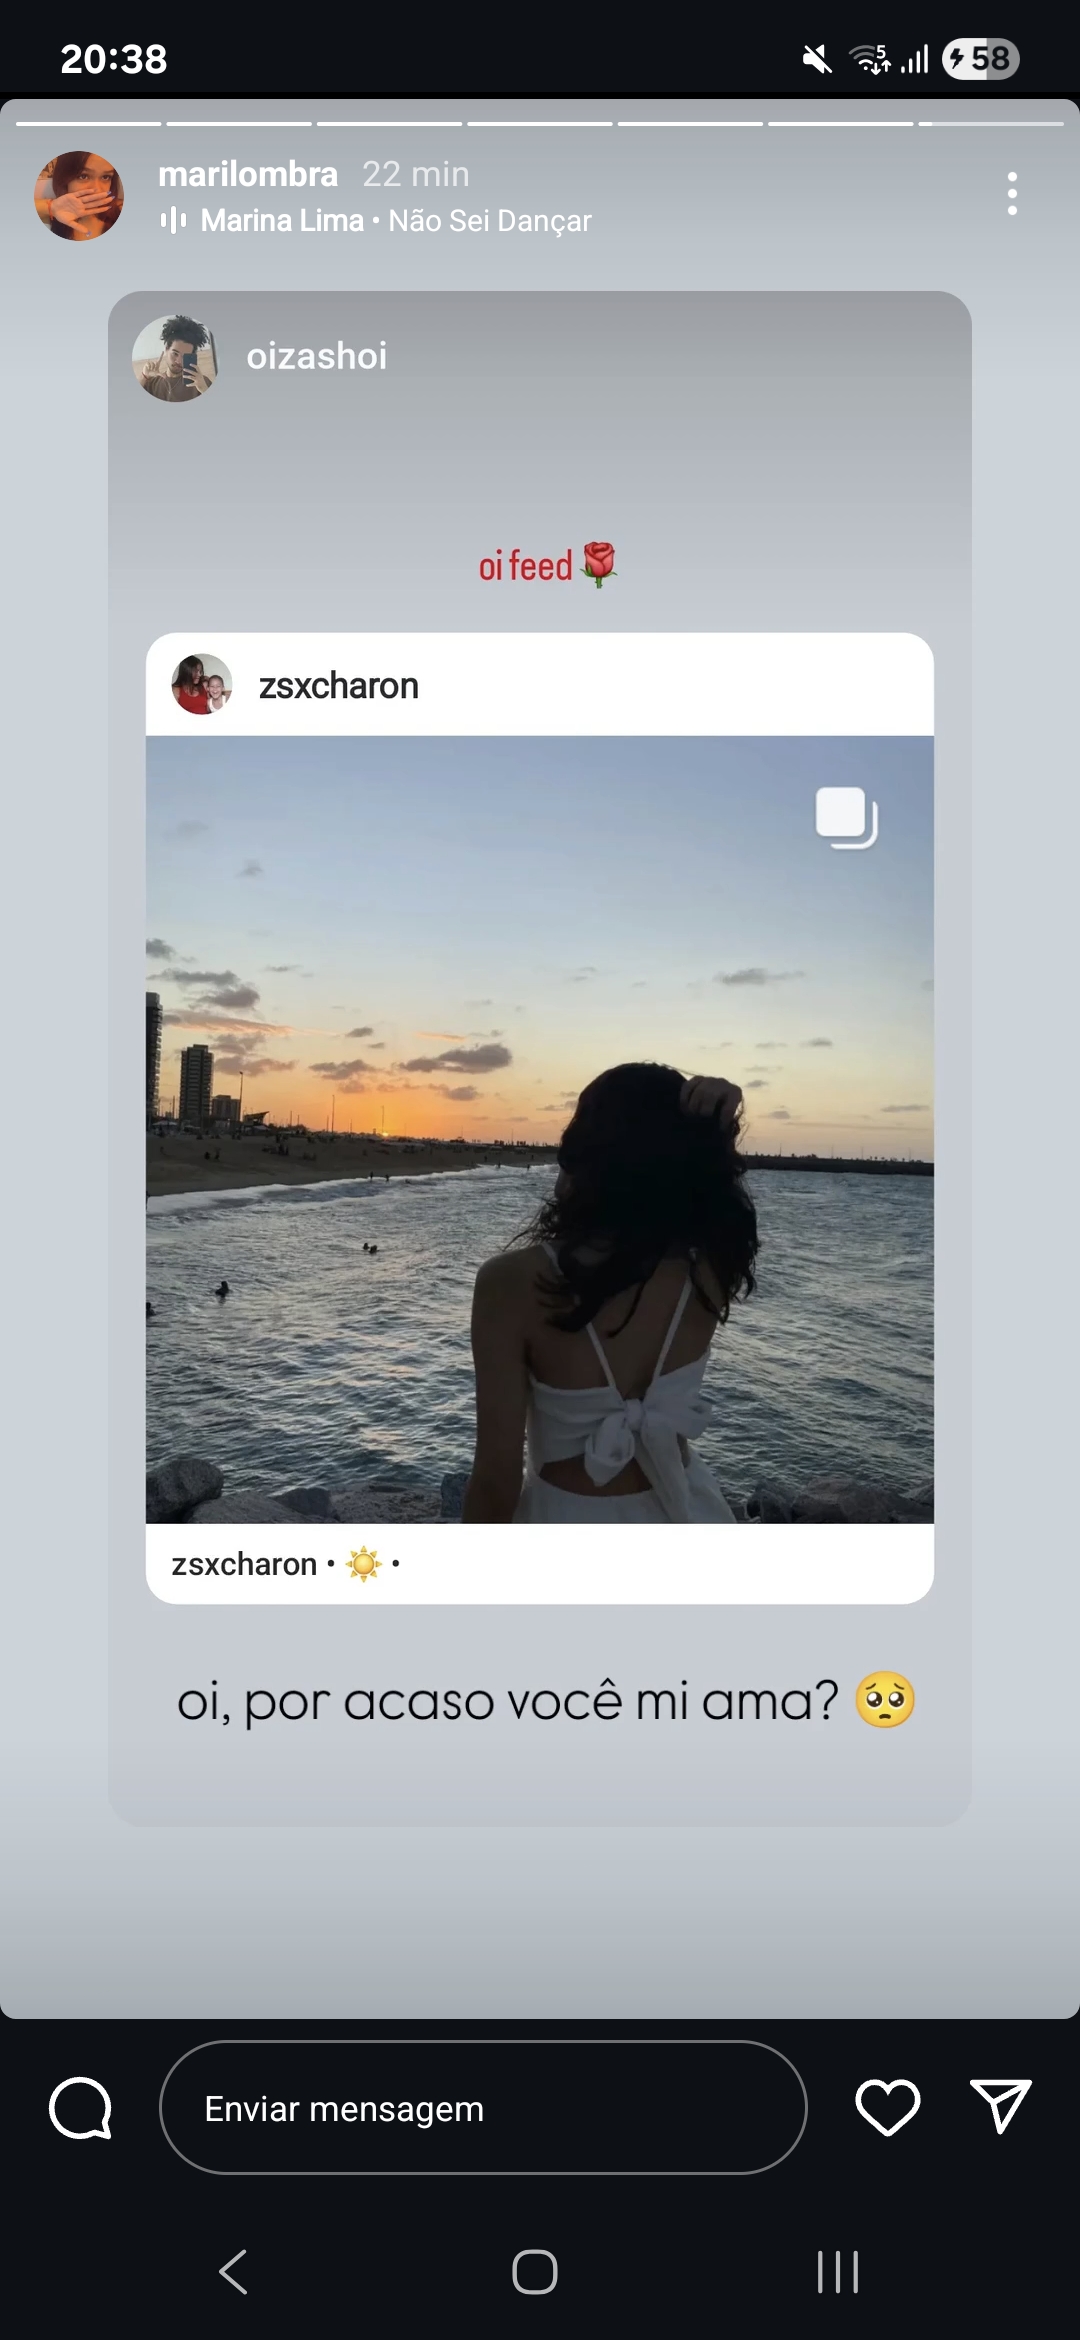 20:38
5
58
marilombra 22 min
Marina Lima • Não Sei Dançar
oizashoi
oi feed🌹
zsxcharon
zsxcharon • ☀️ •
oi, por acaso você mi ama? 🥺
Enviar mensagem